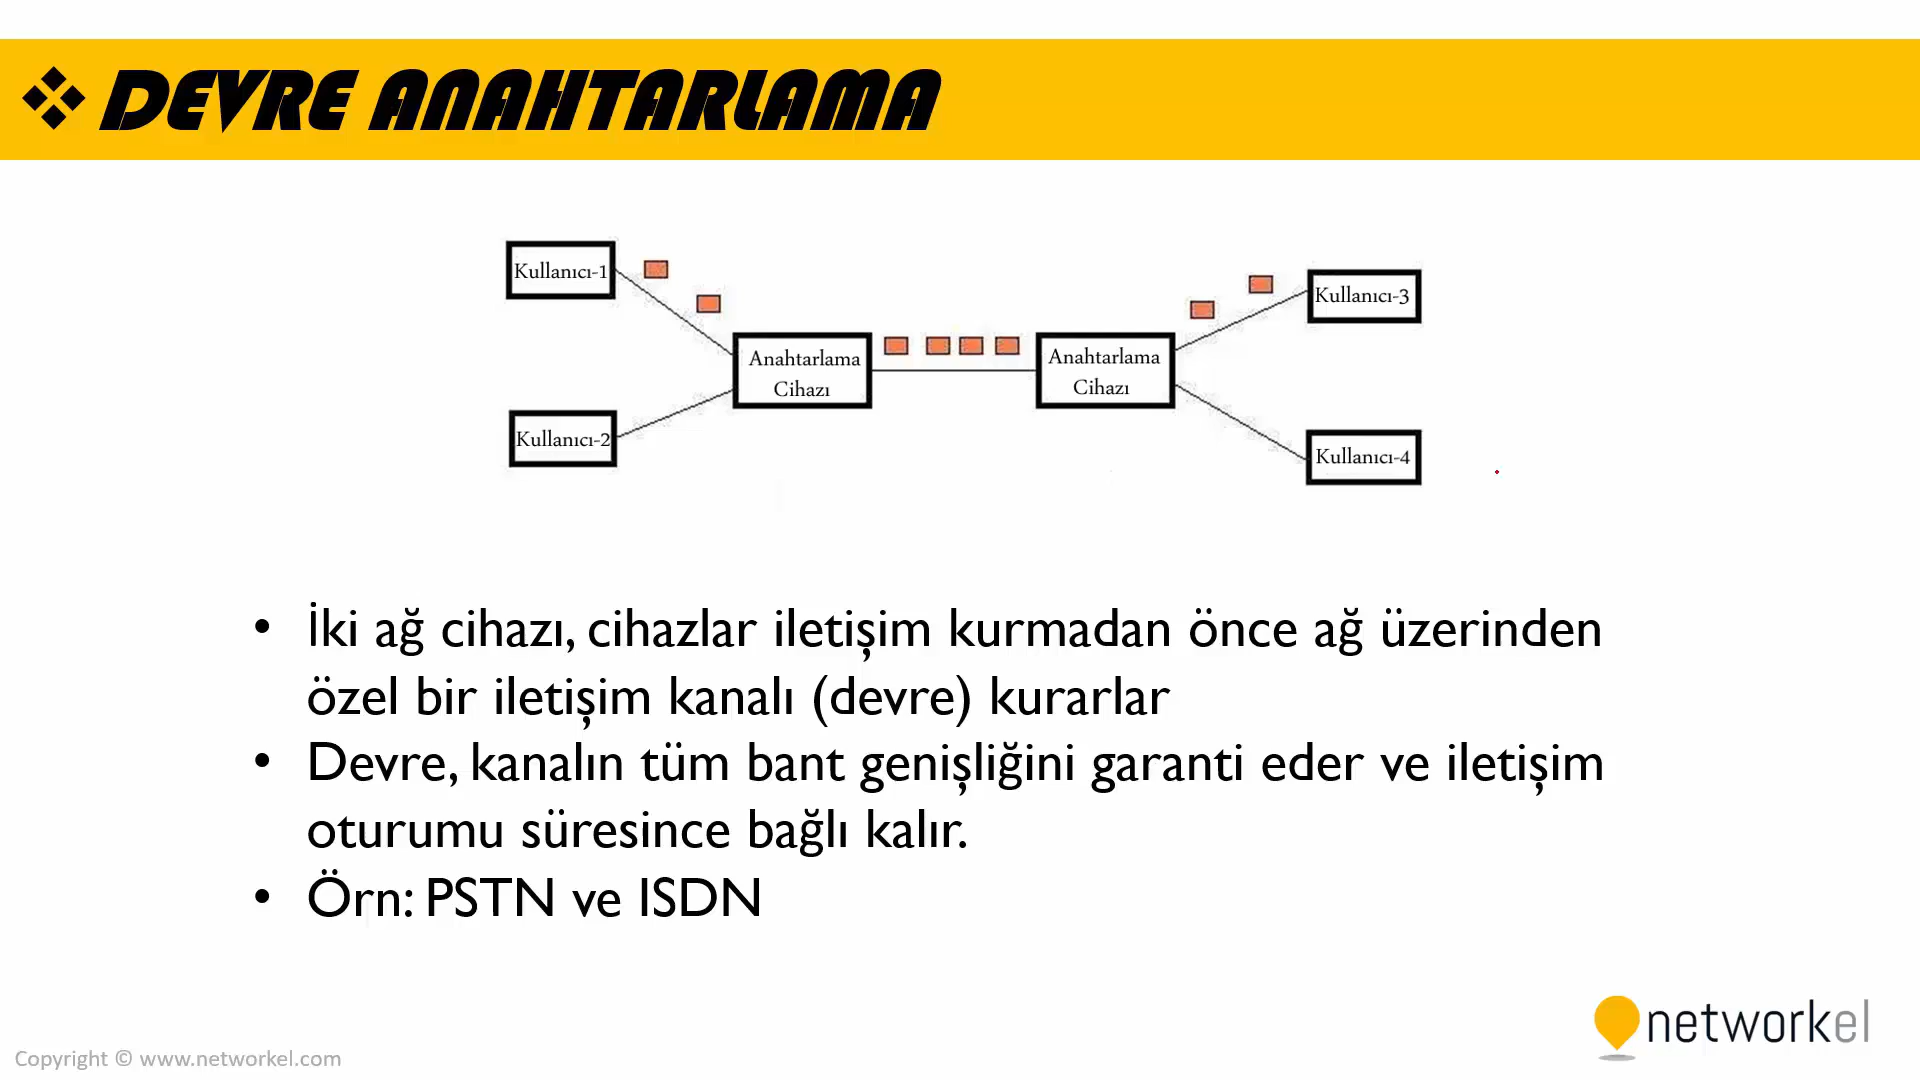 DEVRE ANAHTARLAMA
Kullanıcı-1
Kullanıcı-3
Anahtarlama
Cihazı
Anahtarlama
Cihazı
Kullanıcı-2
Kullanıcı-4
• İki ağ cihazı, cihazlar iletişim kurmadan önce ağ üzerinden
özel bir iletişim kanalı (devre) kurarlar
• Devre, kanalın tüm bant genişliğini garanti eder ve iletişim
oturumu süresince bağlı kalır.
• Örn: PSTN ve ISDN
networkel
Copyright © www.networkel.com